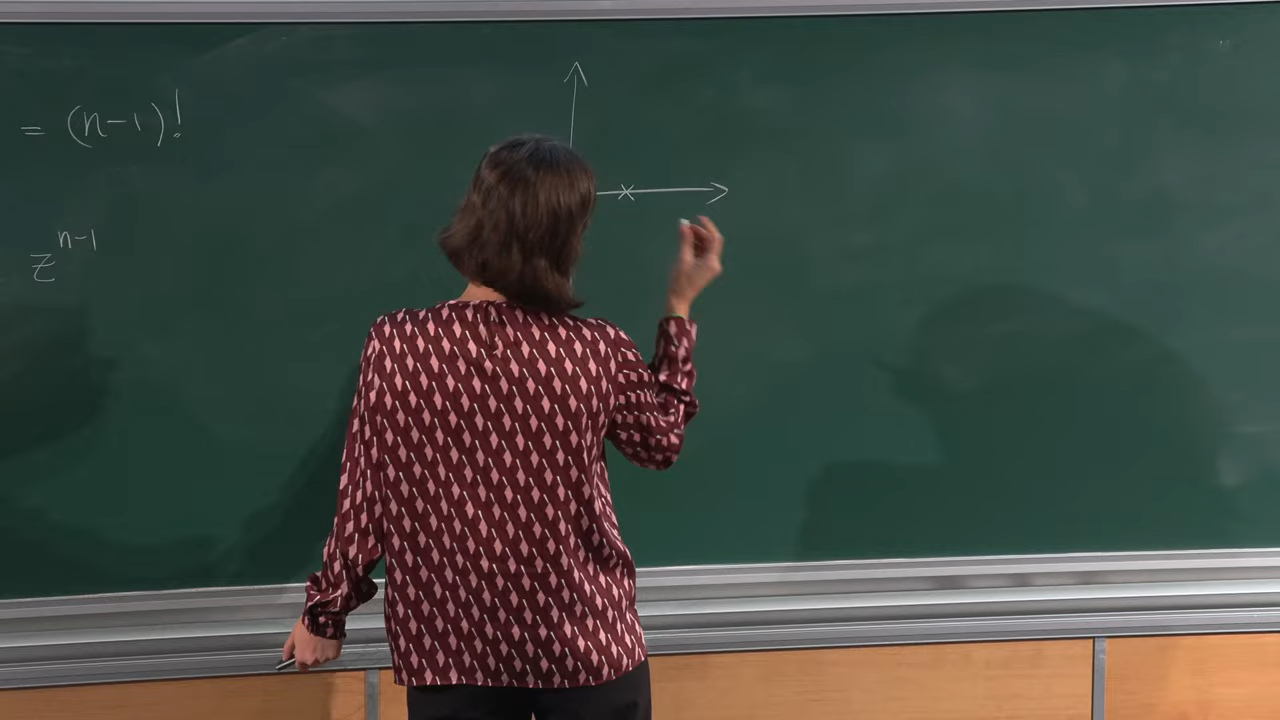 = (n-1)!
z^{n-1}